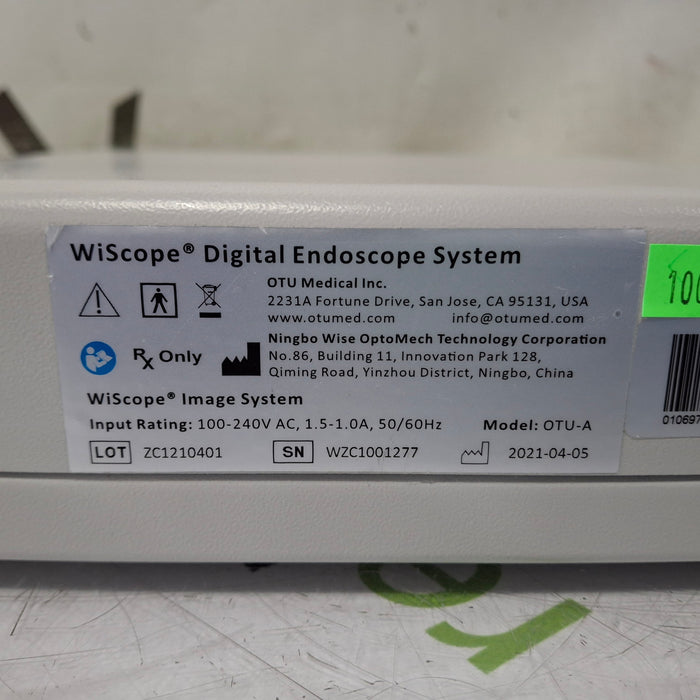 WiScope® Digital Endoscope System
OTU Medical Inc.
2231A Fortune Drive, San Jose, CA 95131, USA
www.otumed.com info@otumed.com
Ningbo Wise OptoMech Technology Corporation
No.86, Building 11, Innovation Park 128,
Qiming Road, Yinzhou District, Ningbo, China
Rx Only
WiScope® Image System
Input Rating: 100-240V AC, 1.5-1.0A, 50/60Hz Model: OTU-A
LOT ZC1210401 SN WZC1001277 2021-04-05